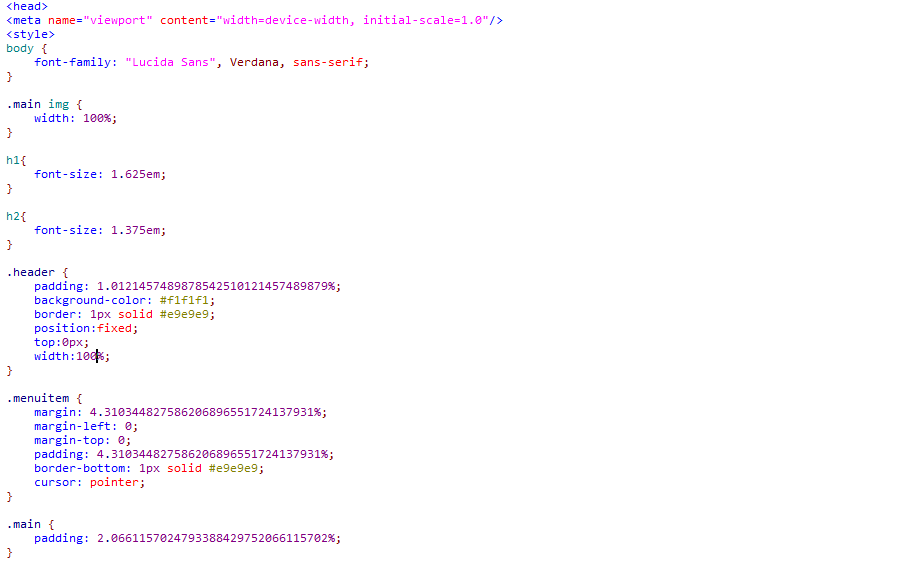 <head>
<meta name="viewport" content="width=device-width, initial-scale=1.0"/>
<style>
body {
    font-family: "Lucida Sans", Verdana, sans-serif;
}

.main img {
    width: 100%;
}

h1{
    font-size: 1.625em;
}

h2{
    font-size: 1.375em;
}

.header {
    padding: 1.0121457489878542510121457489879%;
    background-color: #f1f1f1;
    border: 1px solid #e9e9e9;
    position:fixed;
    top:0px;
    width:100%;
}

.menuitem {
    margin: 4.310344827586206896551724137931%;
    margin-left: 0;
    margin-top: 0;
    padding: 4.310344827586206896551724137931%;
    border-bottom: 1px solid #e9e9e9;
    cursor: pointer;
}

.main {
    padding: 2.0661157024793388429752066115702%;
}